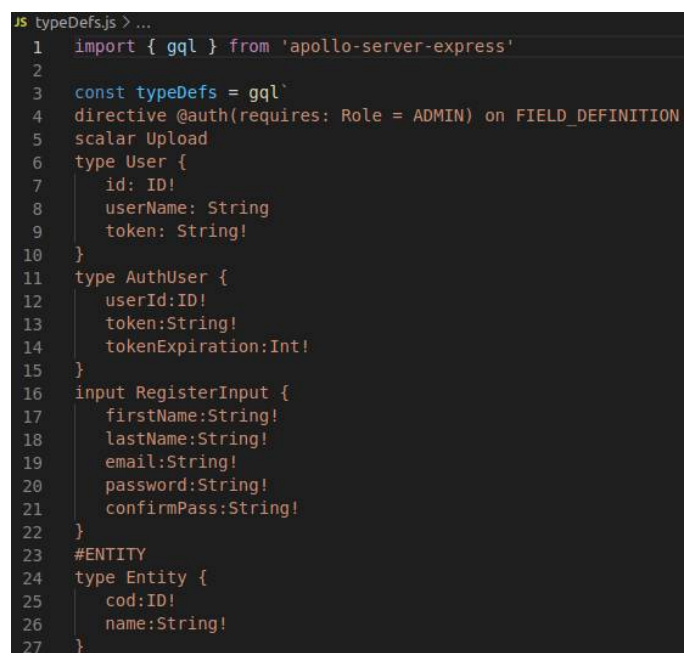 JS typeDefs.js > ...
1 import { gql } from 'apollo-server-express'
2
3 const typeDefs = gql`
4 directive @auth(requires: Role = ADMIN) on FIELD_DEFINITION
5 scalar Upload
6 type User {
7 id: ID!
8 userName: String
9 token: String!
10 }
11 type AuthUser {
12 userId:ID!
13 token:String!
14 tokenExpiration:Int!
15 }
16 input RegisterInput {
17 firstName:String!
18 lastName:String!
19 email:String!
20 password:String!
21 confirmPass:String!
22 }
23 #ENTITY
24 type Entity {
25 cod:ID!
26 name:String!
27 }